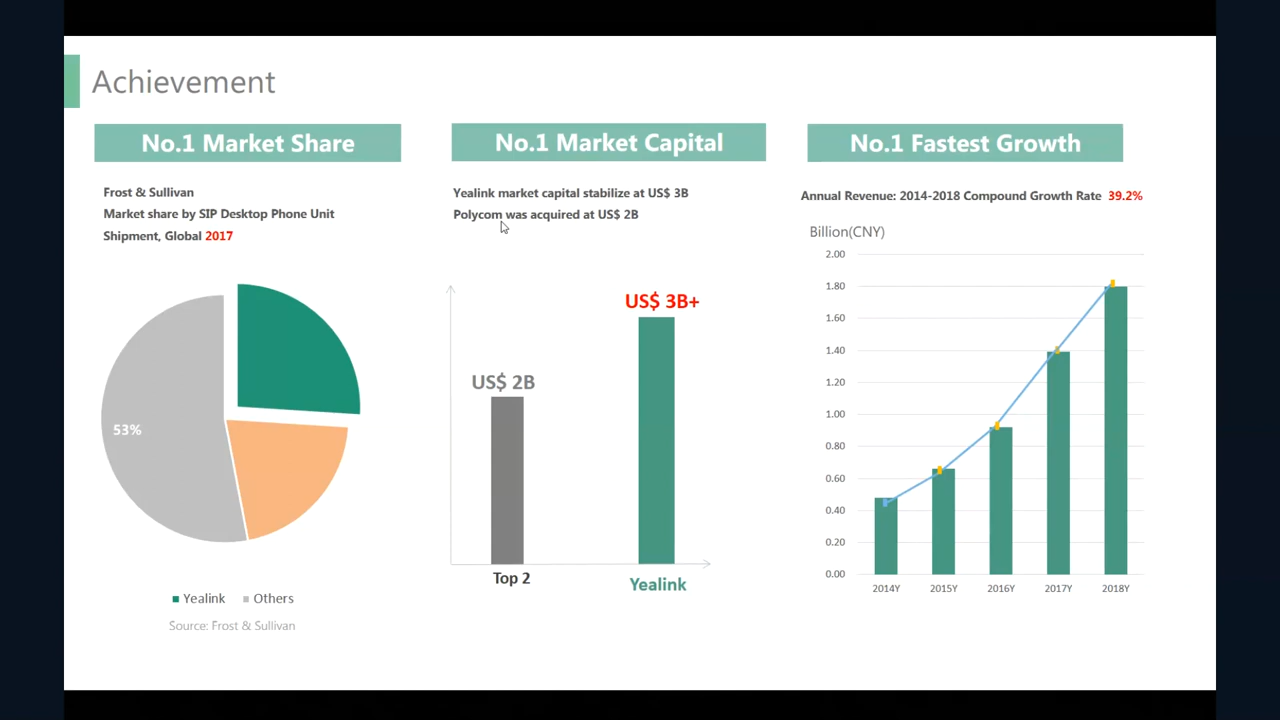 Achievement
No.1 Market Share
Frost & Sullivan
Market share by SIP Desktop Phone Unit
Shipment, Global 2017
53%
Yealink Others
Source: Frost & Sullivan
No.1 Market Capital
Yealink market capital stabilize at US$ 3B
Polycom was acquired at US$ 2B
US$ 3B+
US$ 2B
Top 2
Yealink
No.1 Fastest Growth
Annual Revenue: 2014-2018 Compound Growth Rate 39.2%
Billion(CNY)
2.00
1.80
1.60
1.40
1.20
1.00
0.80
0.60
0.40
0.20
0.00
2014Y 2015Y 2016Y 2017Y 2018Y